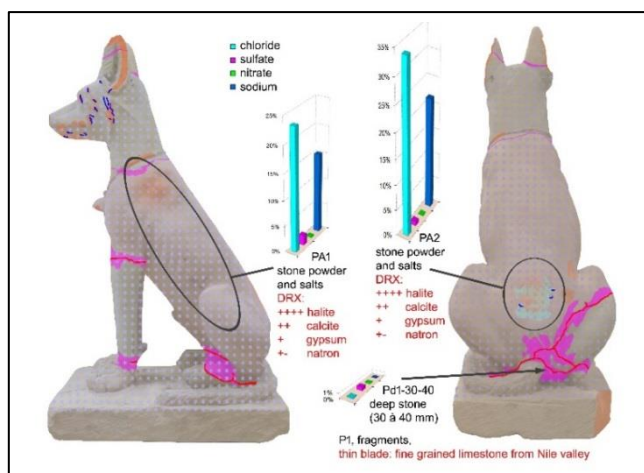 chloride
sulfate
nitrate
sodium
25%
20%
15%
10%
5%
0%
PA1
stone powder
and salts
DRX:
++++ halite
++ calcite
+ gypsum
+- natron
35%
30%
25%
20%
15%
10%
5%
0%
PA2
stone powder
and salts
DRX:
++++ halite
++ calcite
+ gypsum
+- natron
1%
0%
Pd1-30-40
deep stone
(30 à 40 mm)
P1, fragments,
thin blade: fine grained limestone from Nile valley